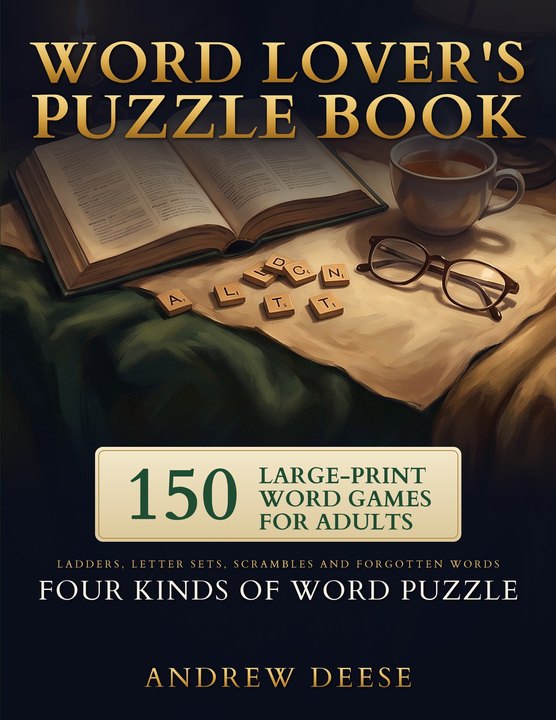 WORD LOVER'S
PUZZLE BOOK
D C N
H
A L T T
150
LARGE-PRINT
WORD GAMES
FOR ADULTS
LADDERS, LETTER SETS, SCRAMBLES AND FORGOTTEN WORDS
FOUR KINDS OF WORD PUZZLE
ANDREW DEESE